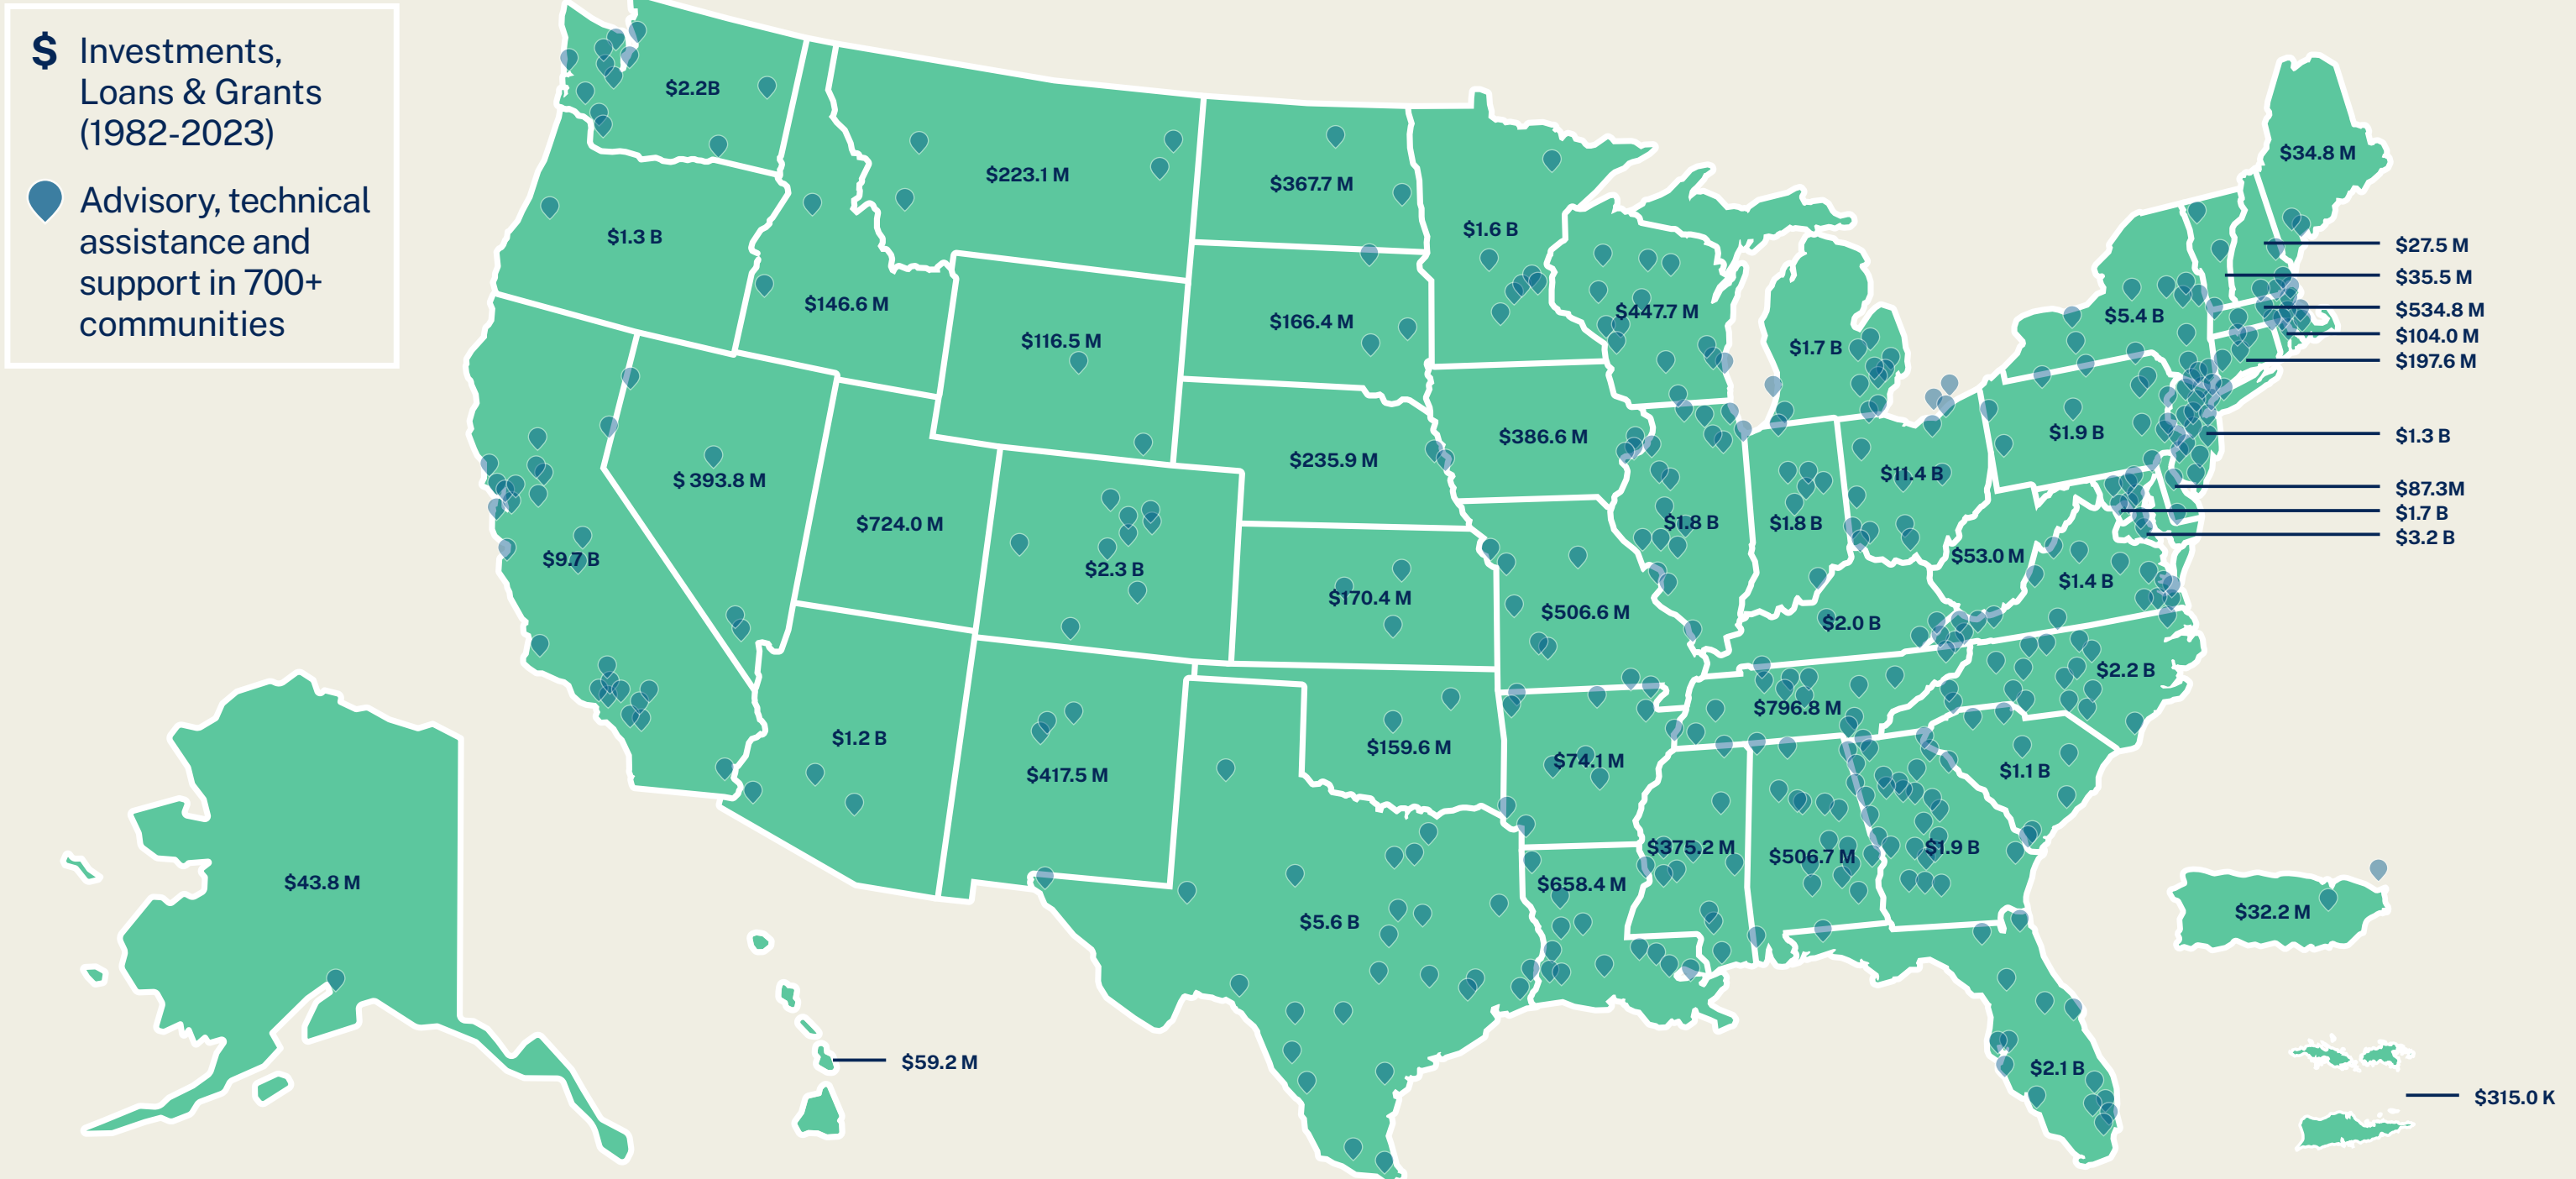 $ Investments,
Loans & Grants
(1982-2023)
Advisory, technical
assistance and
support in 700+
communities
$2.2B
$34.8 M
$223.1 M
$367.7 M
$1.6 B
$1.3 B
$27.5 M
$35.5 M
$146.6 M
$534.8 M
$447.7 M
$5.4 B
$166.4 M
$104.0 M
$116.5 M
$1.7 B
$197.6 M
$386.6 M
$1.9 B
$1.3 B
$235.9 M
$11.4 B
$ 393.8 M
$87.3M
$1.7 B
$724.0 M
$1.8 B
$1.8 B
$3.2 B
$9.7 B
$53.0 M
$2.3 B
$1.4 B
$170.4 M
$506.6 M
$2.0 B
$2.2 B
$796.8 M
$1.2 B
$159.6 M
$74.1 M
$417.5 M
$1.1 B
$375.2 M
$506.7 M
$1.9 B
$43.8 M
$658.4 M
$5.6 B
$32.2 M
$59.2 M
$2.1 B
$315.0 K